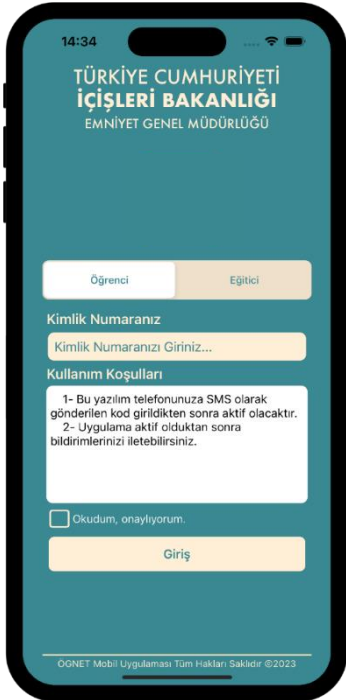 14:34
TÜRKİYE CUMHURİYETİ
İÇİŞLERİ BAKANLIĞI
EMNİYET GENEL MÜDÜRLÜĞÜ
Öğrenci Eğitici
Kimlik Numaranız
Kimlik Numaranızı Giriniz...
Kullanım Koşulları
1- Bu yazılım telefonunuza SMS olarak
gönderilen kod girildikten sonra aktif olacaktır.
2- Uygulama aktif olduktan sonra
bildirimlerinizi iletebilirsiniz.
Okudum, onaylıyorum.
Giriş
ÖGNET Mobil Uygulaması Tüm Hakları Saklıdır ©2023